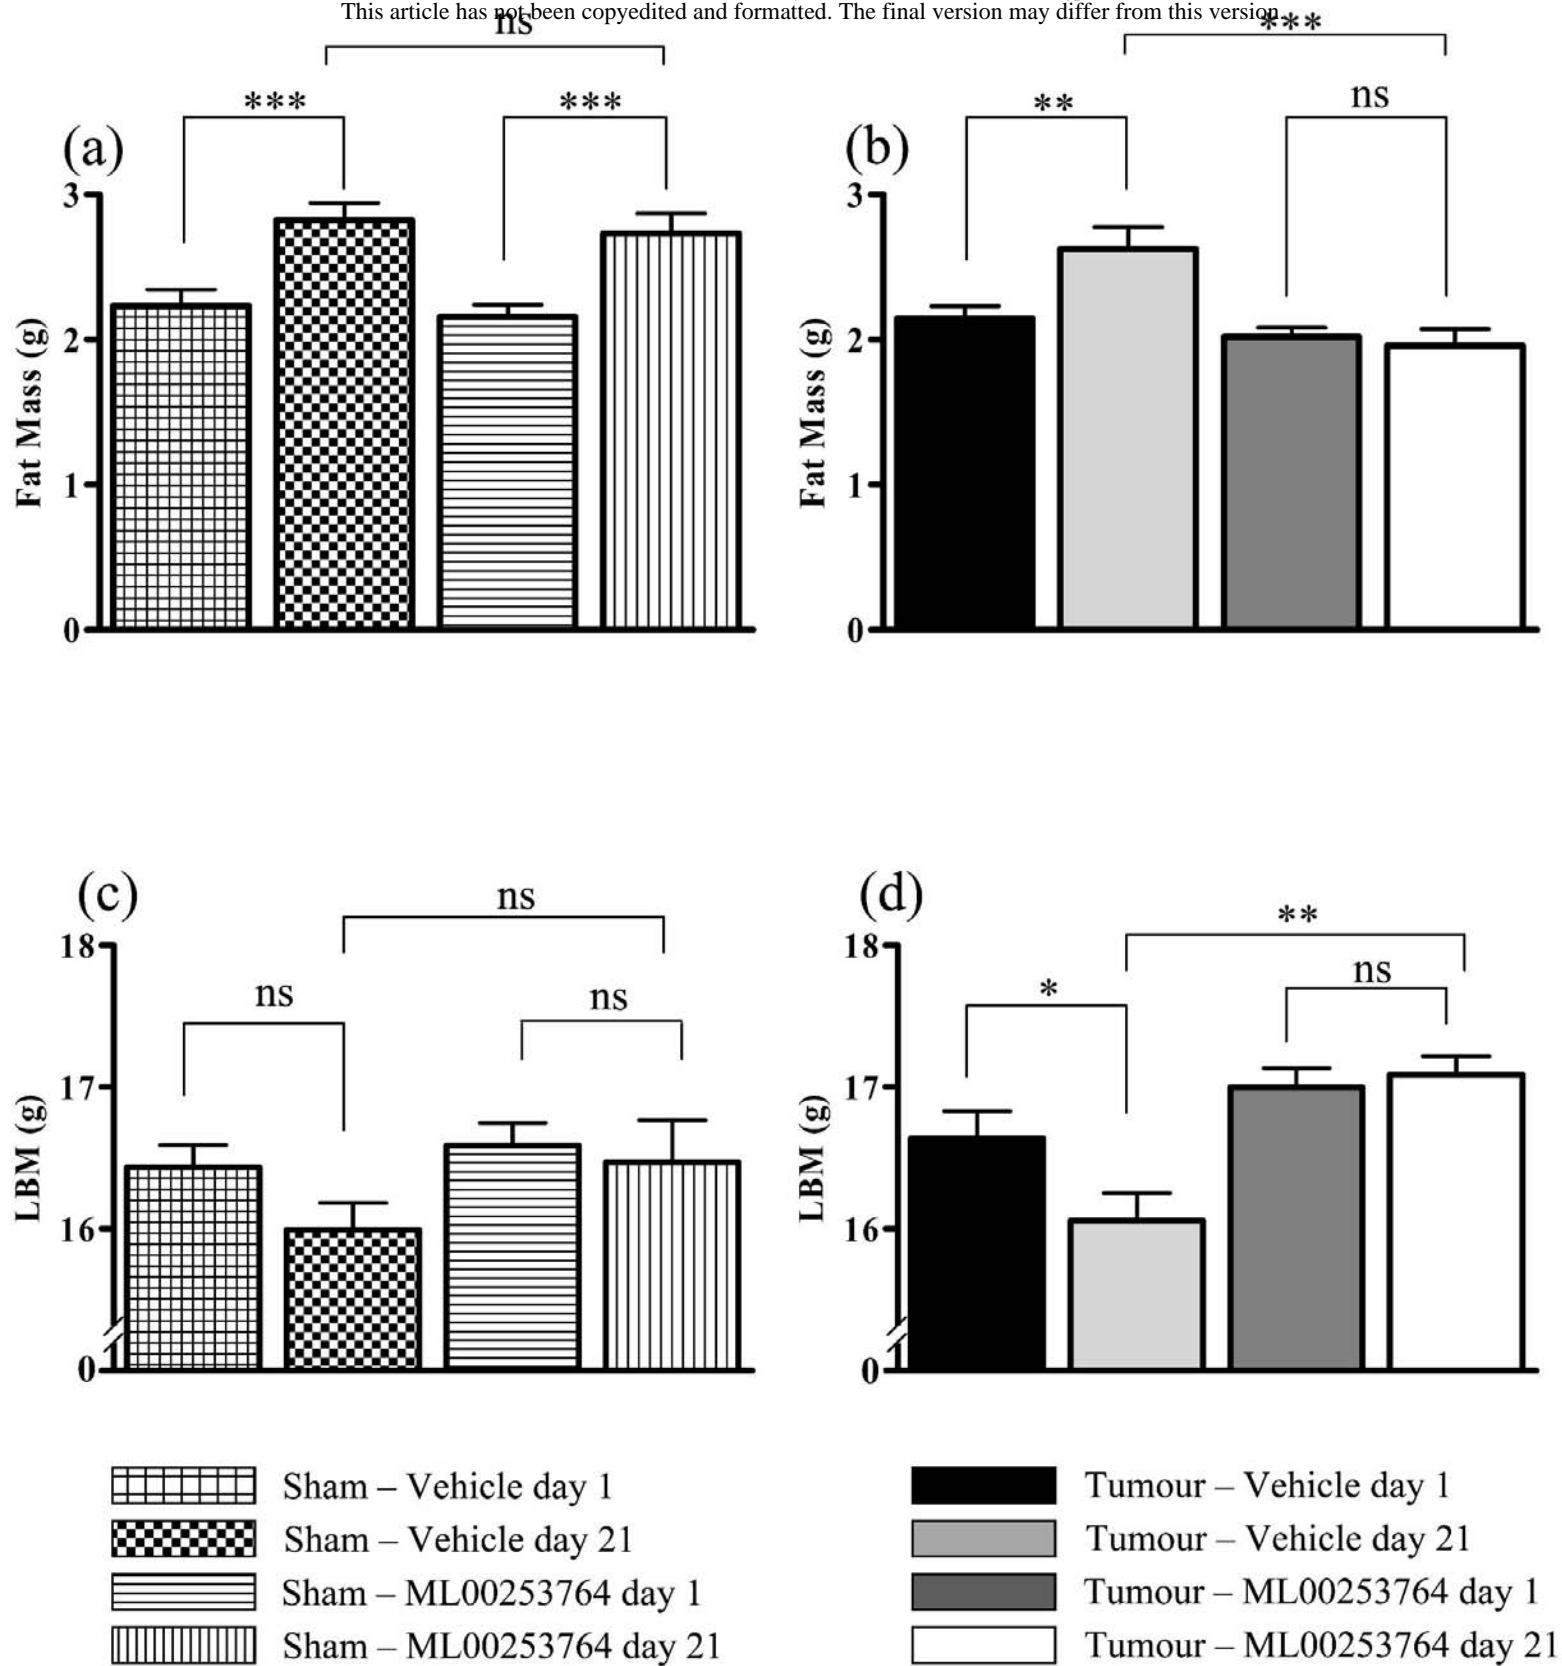 This article has not been copyedited and formatted. The final version may differ from this version.
ns
***
***
(a)
3
2
1
0
Fat Mass (g)
***
**
ns
(b)
3
2
1
0
Fat Mass (g)
ns
ns
ns
(c)
18
17
16
0
LBM (g)
**
*
ns
(d)
18
17
16
0
LBM (g)
Sham – Vehicle day 1
Sham – Vehicle day 21
Sham – ML00253764 day 1
Sham – ML00253764 day 21
Tumour – Vehicle day 1
Tumour – Vehicle day 21
Tumour – ML00253764 day 1
Tumour – ML00253764 day 21